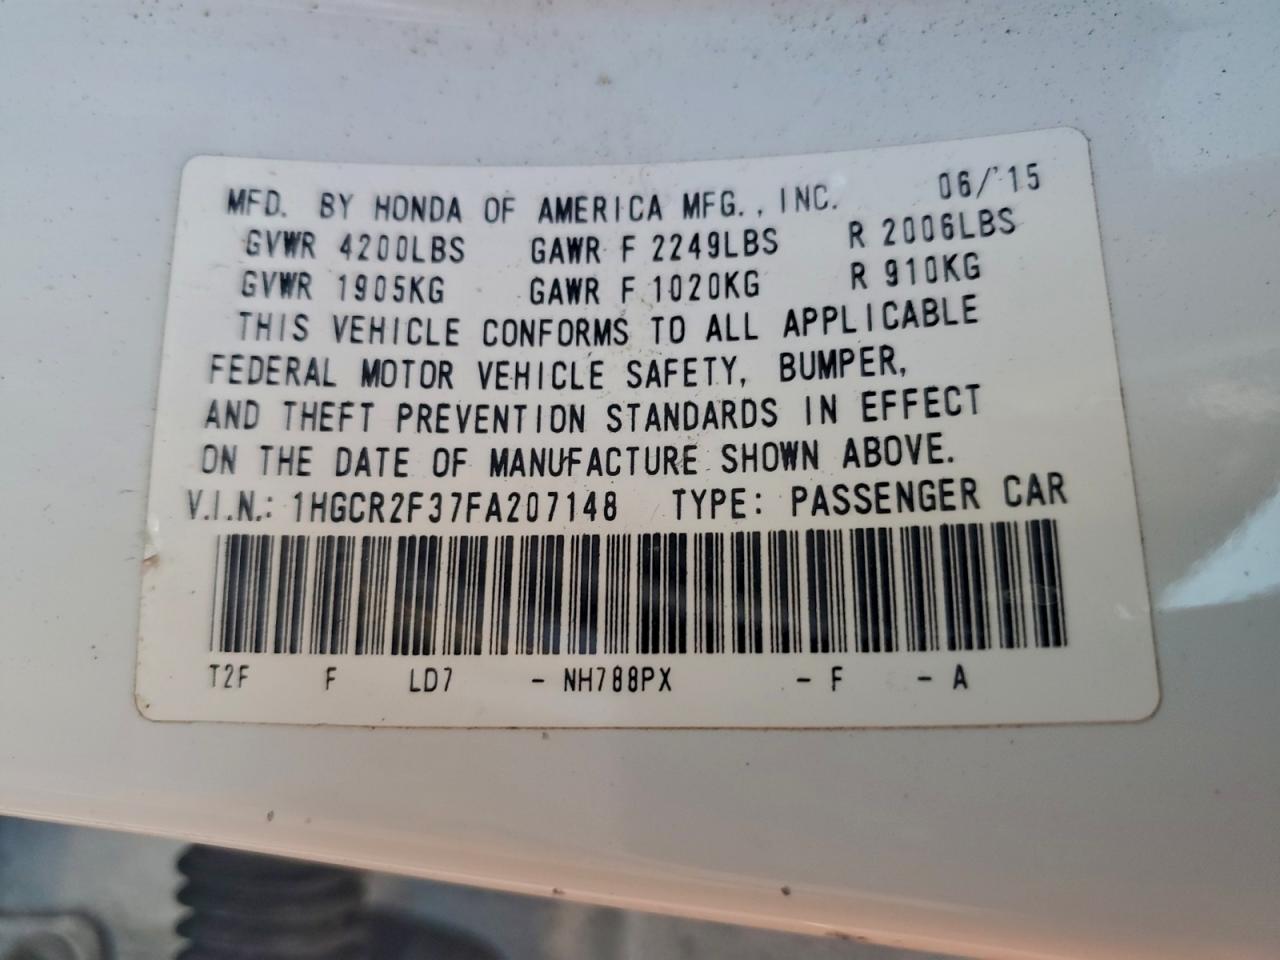 MFD. BY HONDA OF AMERICA MFG., INC. 06/'15
GVWR 4200LBS GAWR F 2249LBS R 2006LBS
GVWR 1905KG GAWR F 1020KG R 910KG
THIS VEHICLE CONFORMS TO ALL APPLICABLE
FEDERAL MOTOR VEHICLE SAFETY, BUMPER,
AND THEFT PREVENTION STANDARDS IN EFFECT
ON THE DATE OF MANUFACTURE SHOWN ABOVE.
V.I.N.: 1HGCR2F37FA207148 TYPE: PASSENGER CAR
T2F F LD7 - NH788PX - F - A